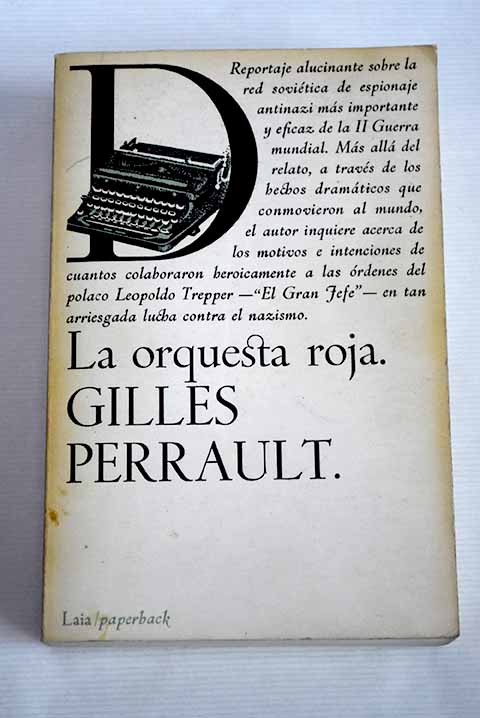 D
Reportaje alucinante sobre la
red soviética de espionaje
antinazi más importante
y eficaz de la II Guerra
mundial. Más allá del
relato, a través de los
hechos dramáticos que
conmovieron al mundo,
el autor inquiere acerca de
los motivos e intenciones de
cuantos colaboraron heroicamente a las órdenes del
polaco Leopoldo Trepper —"El Gran Jefe"— en tan
arriesgada lucha contra el nazismo.
La orquesta roja.
GILLES
PERRAULT.
Laia/paperback